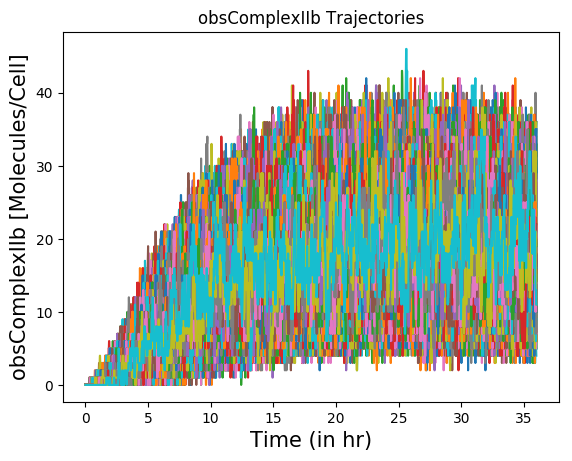 obsComplexIIb Trajectories
obsComplexIIb [Molecules/Cell]
40
30
20
10
0
0 5 10 15 20 25 30 35
Time (in hr)